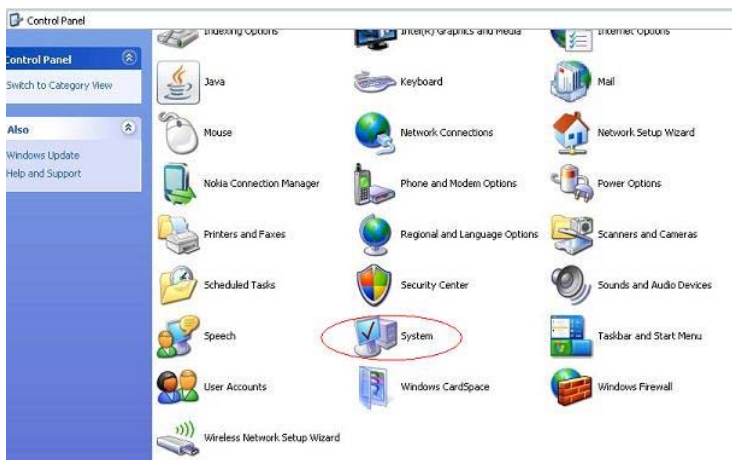 Control Panel
Control Panel
Switch to Category View
Also
Windows Update
Help and Support
Indexing Options
Intel(R) Graphics and Media
Internet Options
Java
Keyboard
Mail
Mouse
Network Connections
Network Setup Wizard
Nokia Connection Manager
Phone and Modem Options
Power Options
Printers and Faxes
Regional and Language Options
Scanners and Cameras
Scheduled Tasks
Security Center
Sounds and Audio Devices
Speech
System
Taskbar and Start Menu
User Accounts
Windows CardSpace
Windows Firewall
Wireless Network Setup Wizard